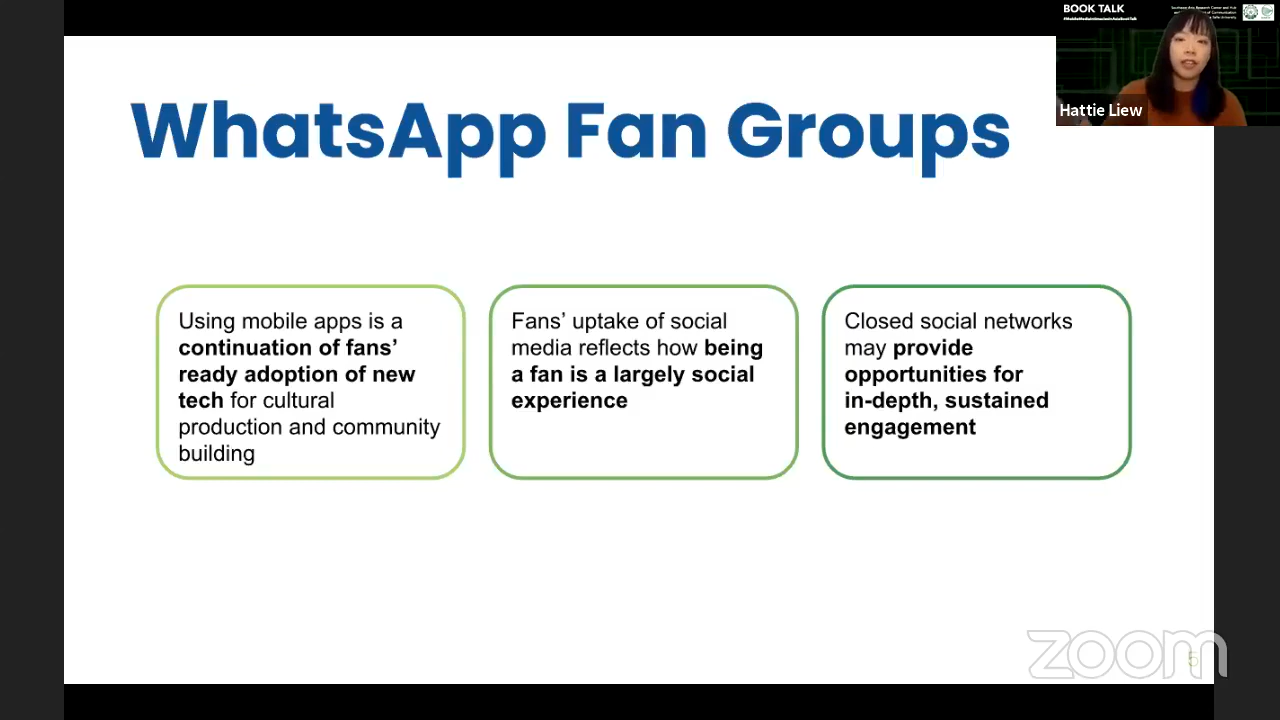 BOOK TALK
#MobileMediaIntimaciesInAsiaBookTalk
Hattie Liew
WhatsApp Fan Groups
Using mobile apps is a
continuation of fans’
ready adoption of new
tech for cultural
production and community
building
Fans’ uptake of social
media reflects how being
a fan is a largely social
experience
Closed social networks
may provide
opportunities for
in-depth, sustained
engagement
zoom
5